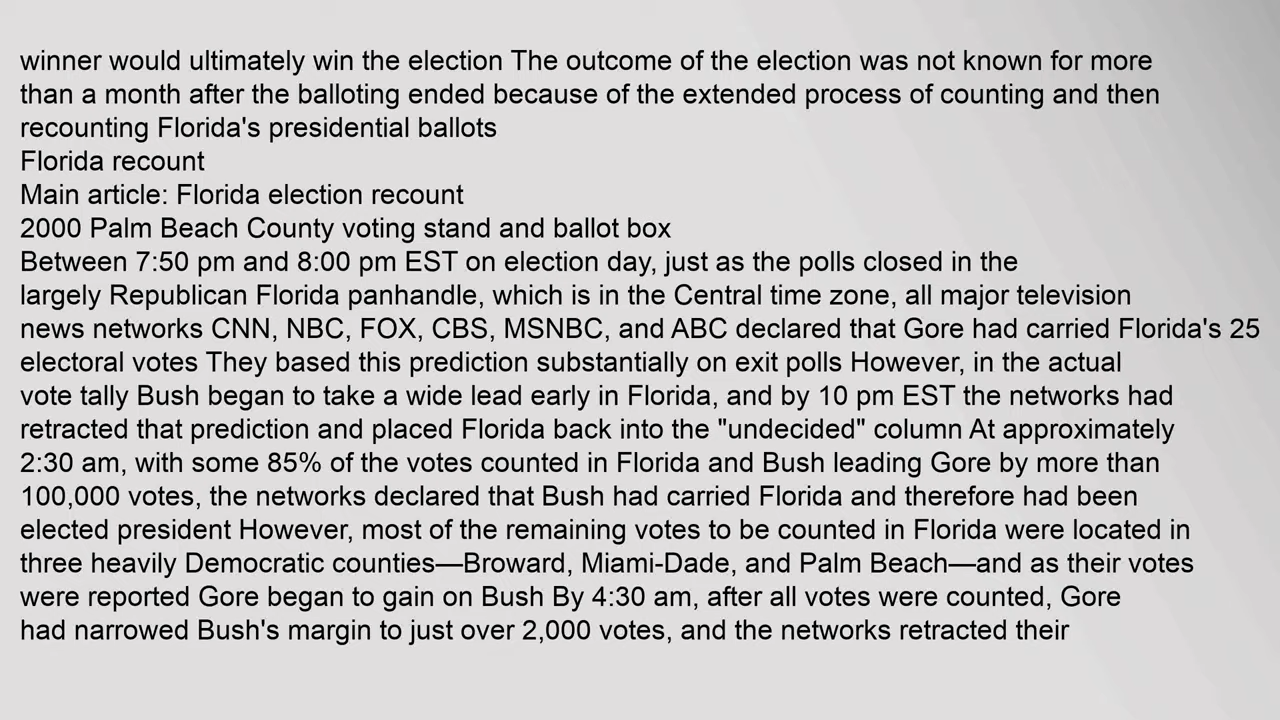 winner would ultimately win the election The outcome of the election was not known for more
than a month after the balloting ended because of the extended process of counting and then
recounting Florida's presidential ballots
Florida recount
Main article: Florida election recount
2000 Palm Beach County voting stand and ballot box
Between 7:50 pm and 8:00 pm EST on election day, just as the polls closed in the
largely Republican Florida panhandle, which is in the Central time zone, all major television
news networks CNN, NBC, FOX, CBS, MSNBC, and ABC declared that Gore had carried Florida's 25
electoral votes They based this prediction substantially on exit polls However, in the actual
vote tally Bush began to take a wide lead early in Florida, and by 10 pm EST the networks had
retracted that prediction and placed Florida back into the "undecided" column At approximately
2:30 am, with some 85% of the votes counted in Florida and Bush leading Gore by more than
100,000 votes, the networks declared that Bush had carried Florida and therefore had been
elected president However, most of the remaining votes to be counted in Florida were located in
three heavily Democratic counties—Broward, Miami-Dade, and Palm Beach—and as their votes
were reported Gore began to gain on Bush By 4:30 am, after all votes were counted, Gore
had narrowed Bush's margin to just over 2,000 votes, and the networks retracted their